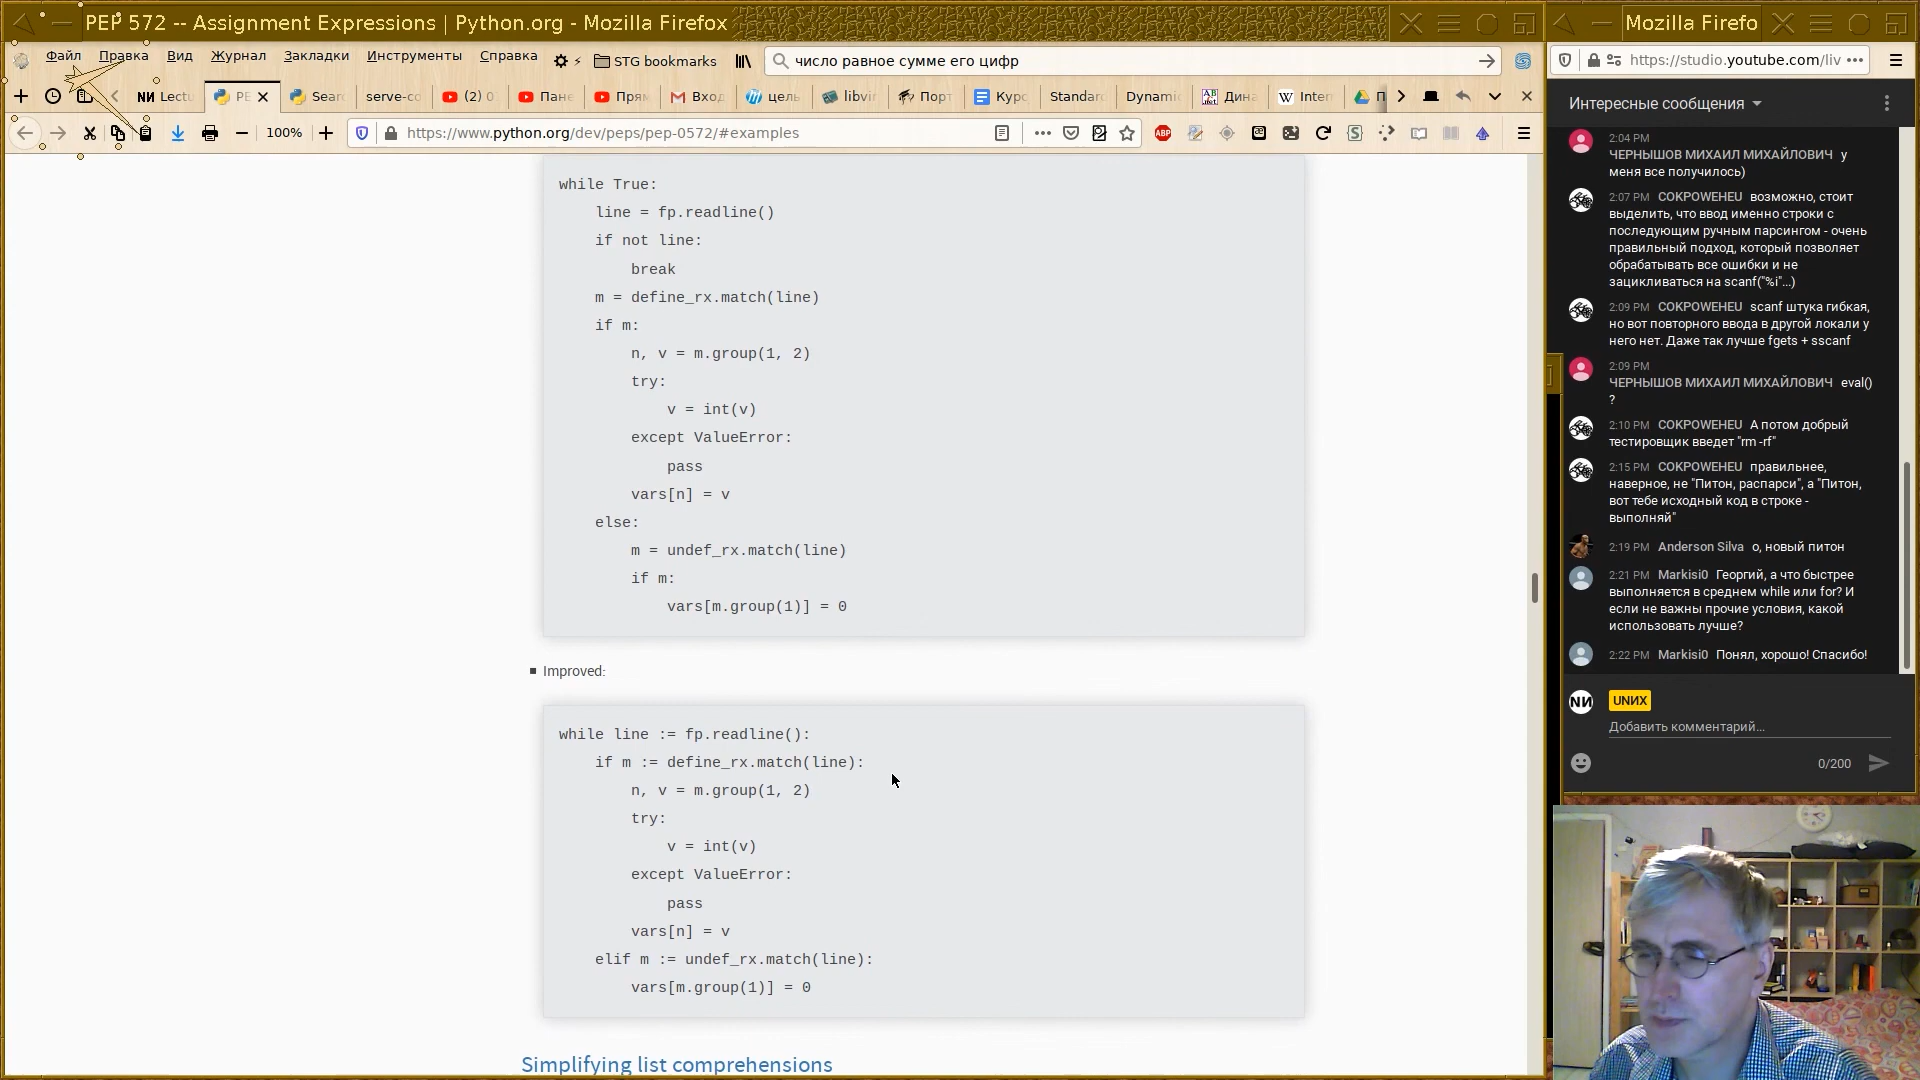 PEP 572 -- Assignment Expressions | Python.org - Mozilla Firefox
Файл Правка Вид Журнал Закладки Инструменты Справка STG bookmarks число равное сумме его цифр
Lectu PE Sear serve-co (2) 0 Пане Прям Вход цель libvir Порт Курс Standard Dynamic Дина Inter П
100% https://www.python.org/dev/peps/pep-0572/#examples ABP
while True:
line = fp.readline()
if not line:
break
m = define_rx.match(line)
if m:
n, v = m.group(1, 2)
try:
v = int(v)
except ValueError:
pass
vars[n] = v
else:
m = undef_rx.match(line)
if m:
vars[m.group(1)] = 0
Improved:
while line := fp.readline():
if m := define_rx.match(line):
n, v = m.group(1, 2)
try:
v = int(v)
except ValueError:
pass
vars[n] = v
elif m := undef_rx.match(line):
vars[m.group(1)] = 0
Simplifying list comprehensions
Mozilla Firefo
https://studio.youtube.com/liv
Интересные сообщения
2:04 PM
ЧЕРНЫШОВ МИХАИЛ МИХАЙЛОВИЧ у
меня все получилось)
2:07 PM COKPOWEHEU возможно, стоит
выделить, что ввод именно строки с
последующим ручным парсингом - очень
правильный подход, который позволяет
обрабатывать все ошибки и не
зацикливаться на scanf("%i"...)
2:09 PM COKPOWEHEU scanf штука гибкая,
но вот повторного ввода в другой локали у
него нет. Даже так лучше fgets + sscanf
2:09 PM
ЧЕРНЫШОВ МИХАИЛ МИХАЙЛОВИЧ eval()
?
2:10 PM COKPOWEHEU А потом добрый
тестировщик введет "rm -rf"
2:15 PM COKPOWEHEU правильнее,
наверное, не "Питон, распарси", а "Питон,
вот тебе исходный код в строке -
выполняй"
2:19 PM Anderson Silva о, новый питон
2:21 PM Markisi0 Георгий, а что быстрее
выполняется в среднем while или for? И
если не важны прочие условия, какой
использовать лучше?
2:22 PM Markisi0 Понял, хорошо! Спасибо!
UNИX
Добавить комментарий...
0/200